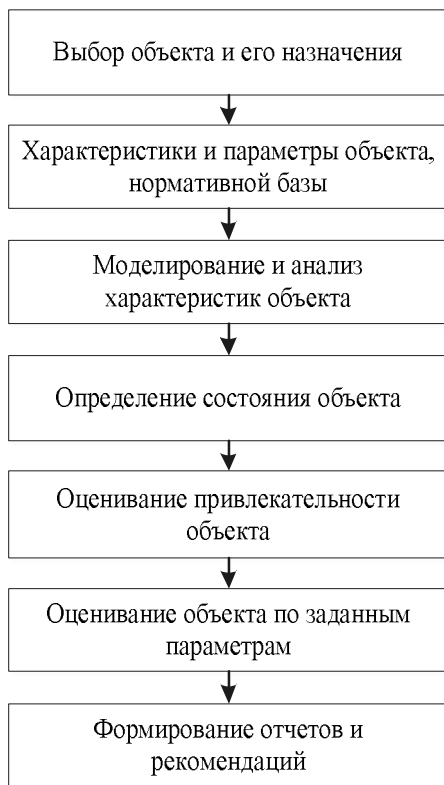 Выбор объекта и его назначения
Характеристики и параметры объекта,
нормативной базы
Моделирование и анализ
характеристик объекта
Определение состояния объекта
Оценивание привлекательности
объекта
Оценивание объекта по заданным
параметрам
Формирование отчетов и
рекомендаций